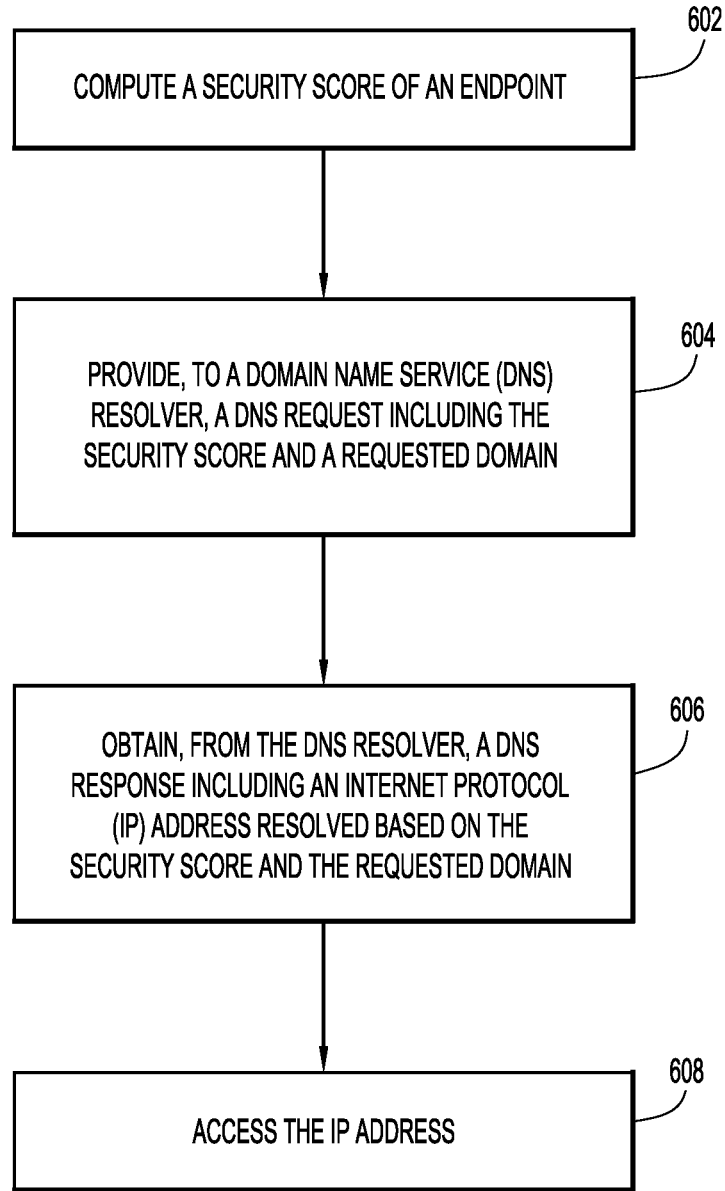 602
COMPUTE A SECURITY SCORE OF AN ENDPOINT
604
PROVIDE, TO A DOMAIN NAME SERVICE (DNS)
RESOLVER, A DNS REQUEST INCLUDING THE
SECURITY SCORE AND A REQUESTED DOMAIN
606
OBTAIN, FROM THE DNS RESOLVER, A DNS
RESPONSE INCLUDING AN INTERNET PROTOCOL
(IP) ADDRESS RESOLVED BASED ON THE
SECURITY SCORE AND THE REQUESTED DOMAIN
608
ACCESS THE IP ADDRESS